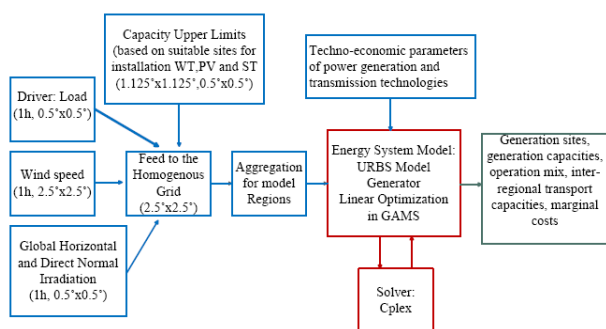 Capacity Upper Limits
(based on suitable sites for
installation WT,PV and ST
(1.125˚x1.125˚,0.5˚x0.5˚)
Techno-economic parameters
of power generation and
transmission technologies
Driver: Load
(1h, 0.5˚x0.5˚)
Wind speed
(1h, 2.5˚x2.5˚)
Feed to the
Homogenous
Grid
(2.5˚x2.5˚)
Aggregation
for model
Regions
Energy System Model:
URBS Model
Generator
Linear Optimization
in GAMS
Generation sites,
generation capacities,
operation mix, inter-
regional transport
capacities, marginal
costs
Global Horizontal
and Direct Normal
Irradiation
(1h, 0.5˚x0.5˚)
Solver:
Cplex